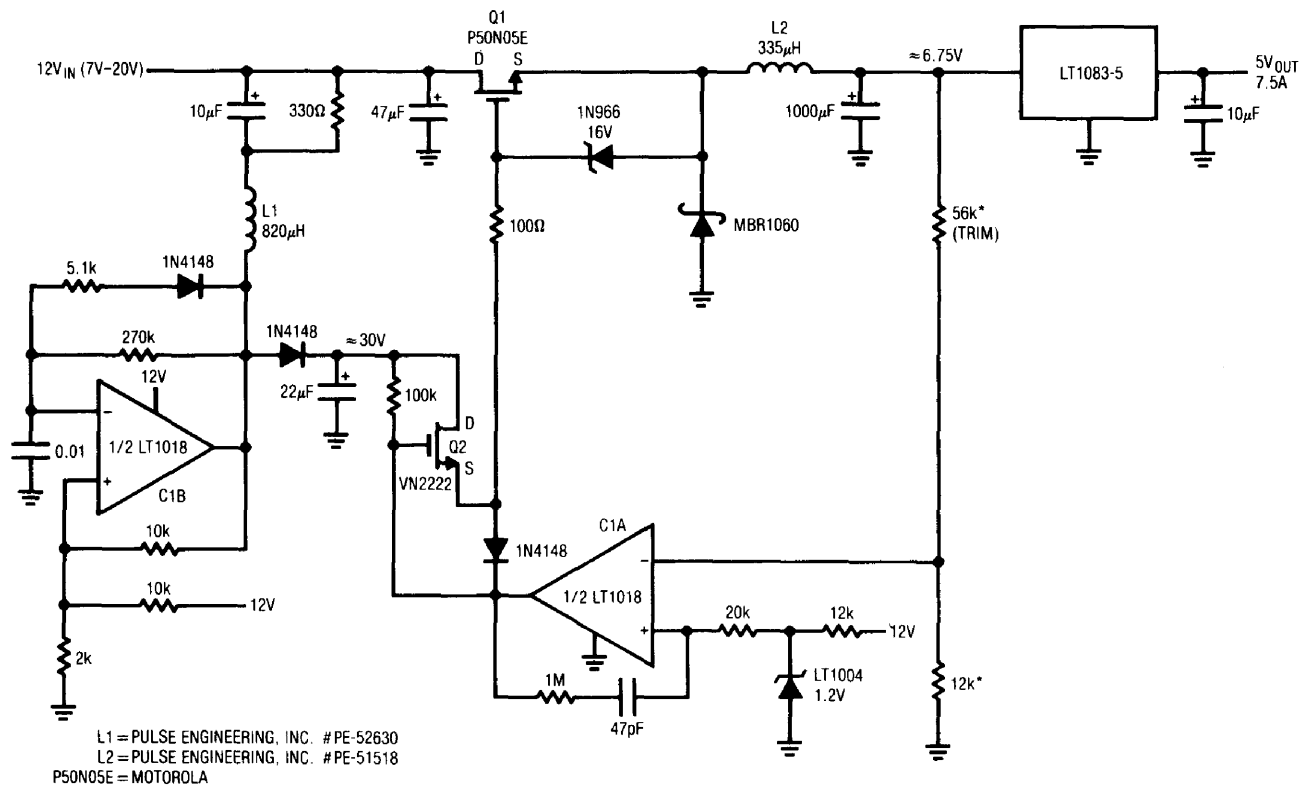 Q1
P50N05E
D
S
L2
335µH
12VIN (7V–20V)
≈6.75V
LT1083-5
5VOUT
7.5A
10µF
+
330Ω
47µF
+
1N966
16V
1000µF
+
+
10µF
L1
820µH
100Ω
MBR1060
56k*
(TRIM)
5.1k
1N4148
270k
1N4148
≈30V
12V
22µF
+
100k
D
Q2
S
VN2222
–
1/2 LT1018
+
C1B
0.01
10k
10k
12V
2k
1N4148
C1A
–
1/2 LT1018
+
20k
12k
12V
LT1004
1.2V
12k*
1M
47pF
L1 = PULSE ENGINEERING, INC. #PE-52630
L2 = PULSE ENGINEERING, INC. #PE-51518
P50N05E = MOTOROLA